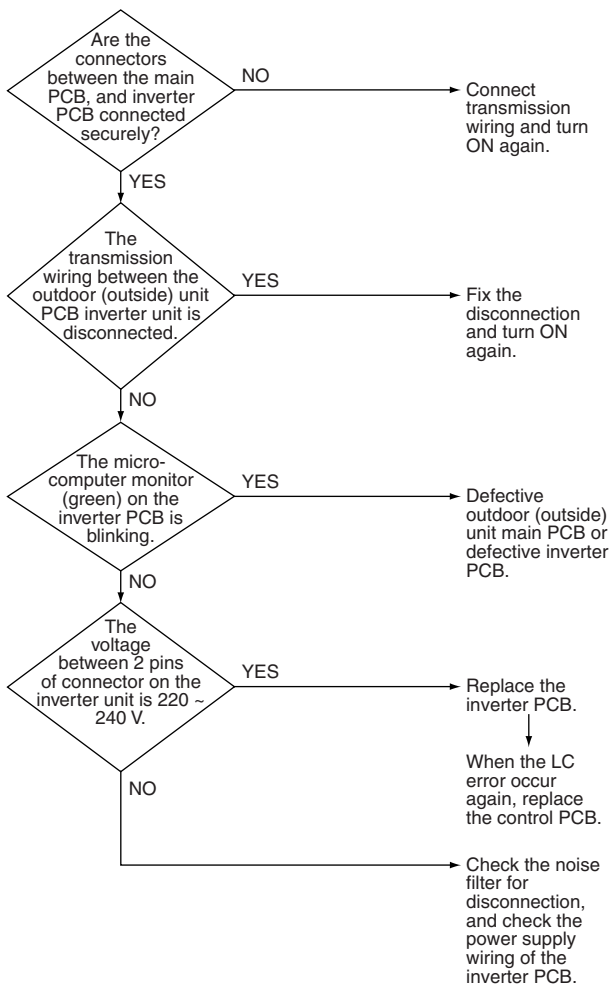 Are the
connectors
between the main
PCB, and inverter
PCB connected
securely?
NO
Connect
transmission
wiring and turn
ON again.
YES
The
transmission
wiring between the
outdoor (outside) unit
PCB inverter unit is
disconnected.
YES
Fix the
disconnection
and turn ON
again.
NO
The micro-
computer monitor
(green) on the
inverter PCB is
blinking.
YES
Defective
outdoor (outside)
unit main PCB or
defective inverter
PCB.
NO
The
voltage
between 2 pins
of connector on the
inverter unit is 220 ~
240 V.
YES
Replace the
inverter PCB.
When the LC
error occur
again, replace
the control PCB.
NO
Check the noise
filter for
disconnection,
and check the
power supply
wiring of the
inverter PCB.